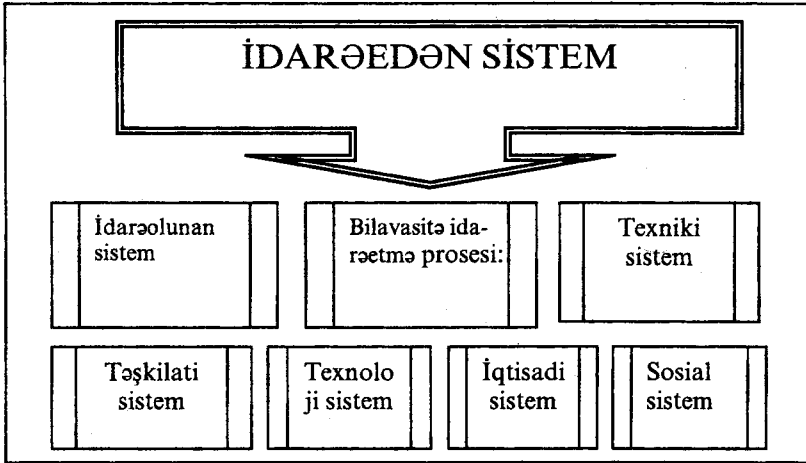 İDARƏEDƏN SİSTEM
İdarəolunan
sistem
Bilavasitə ida-
rəetmə prosesi:
Texniki
sistem
Təşkilati
sistem
Texnolo
ji sistem
İqtisadi
sistem
Sosial
sistem